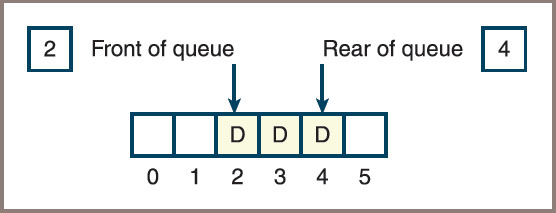 2 Front of queue Rear of queue 4
D D D
0 1 2 3 4 5